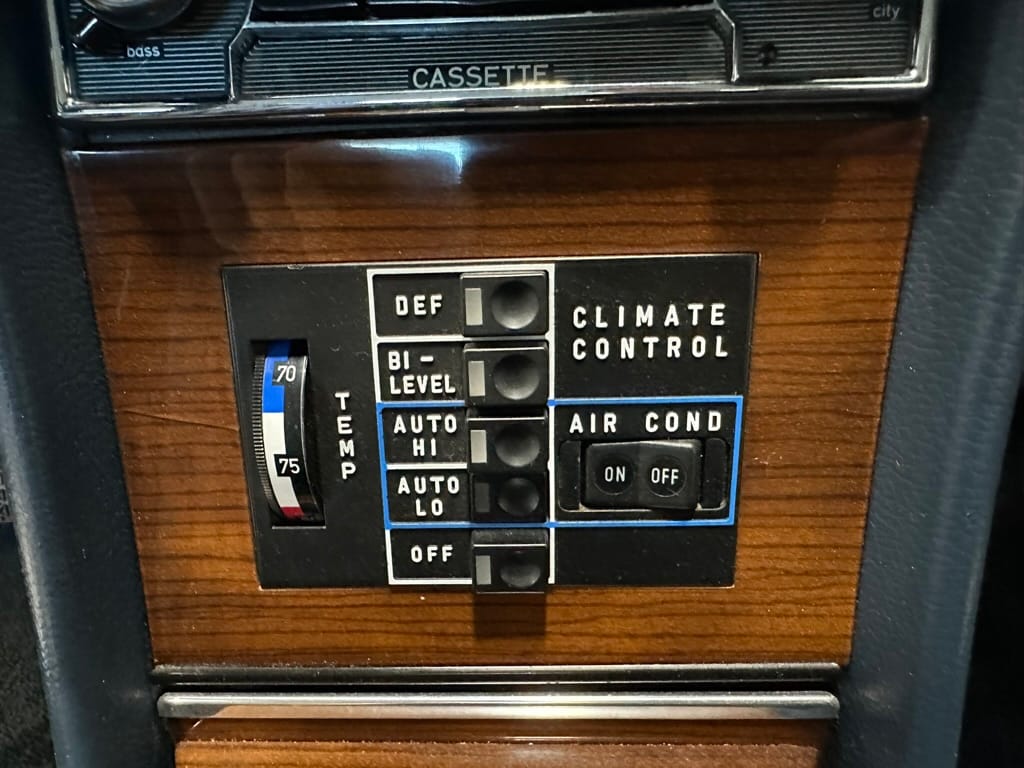 bass
city
CASSETTE
DEF
CLIMATE
CONTROL
BI -
LEVEL
70
TEMP
AUTO
HI
AIR COND
75
ON
OFF
AUTO
LO
OFF